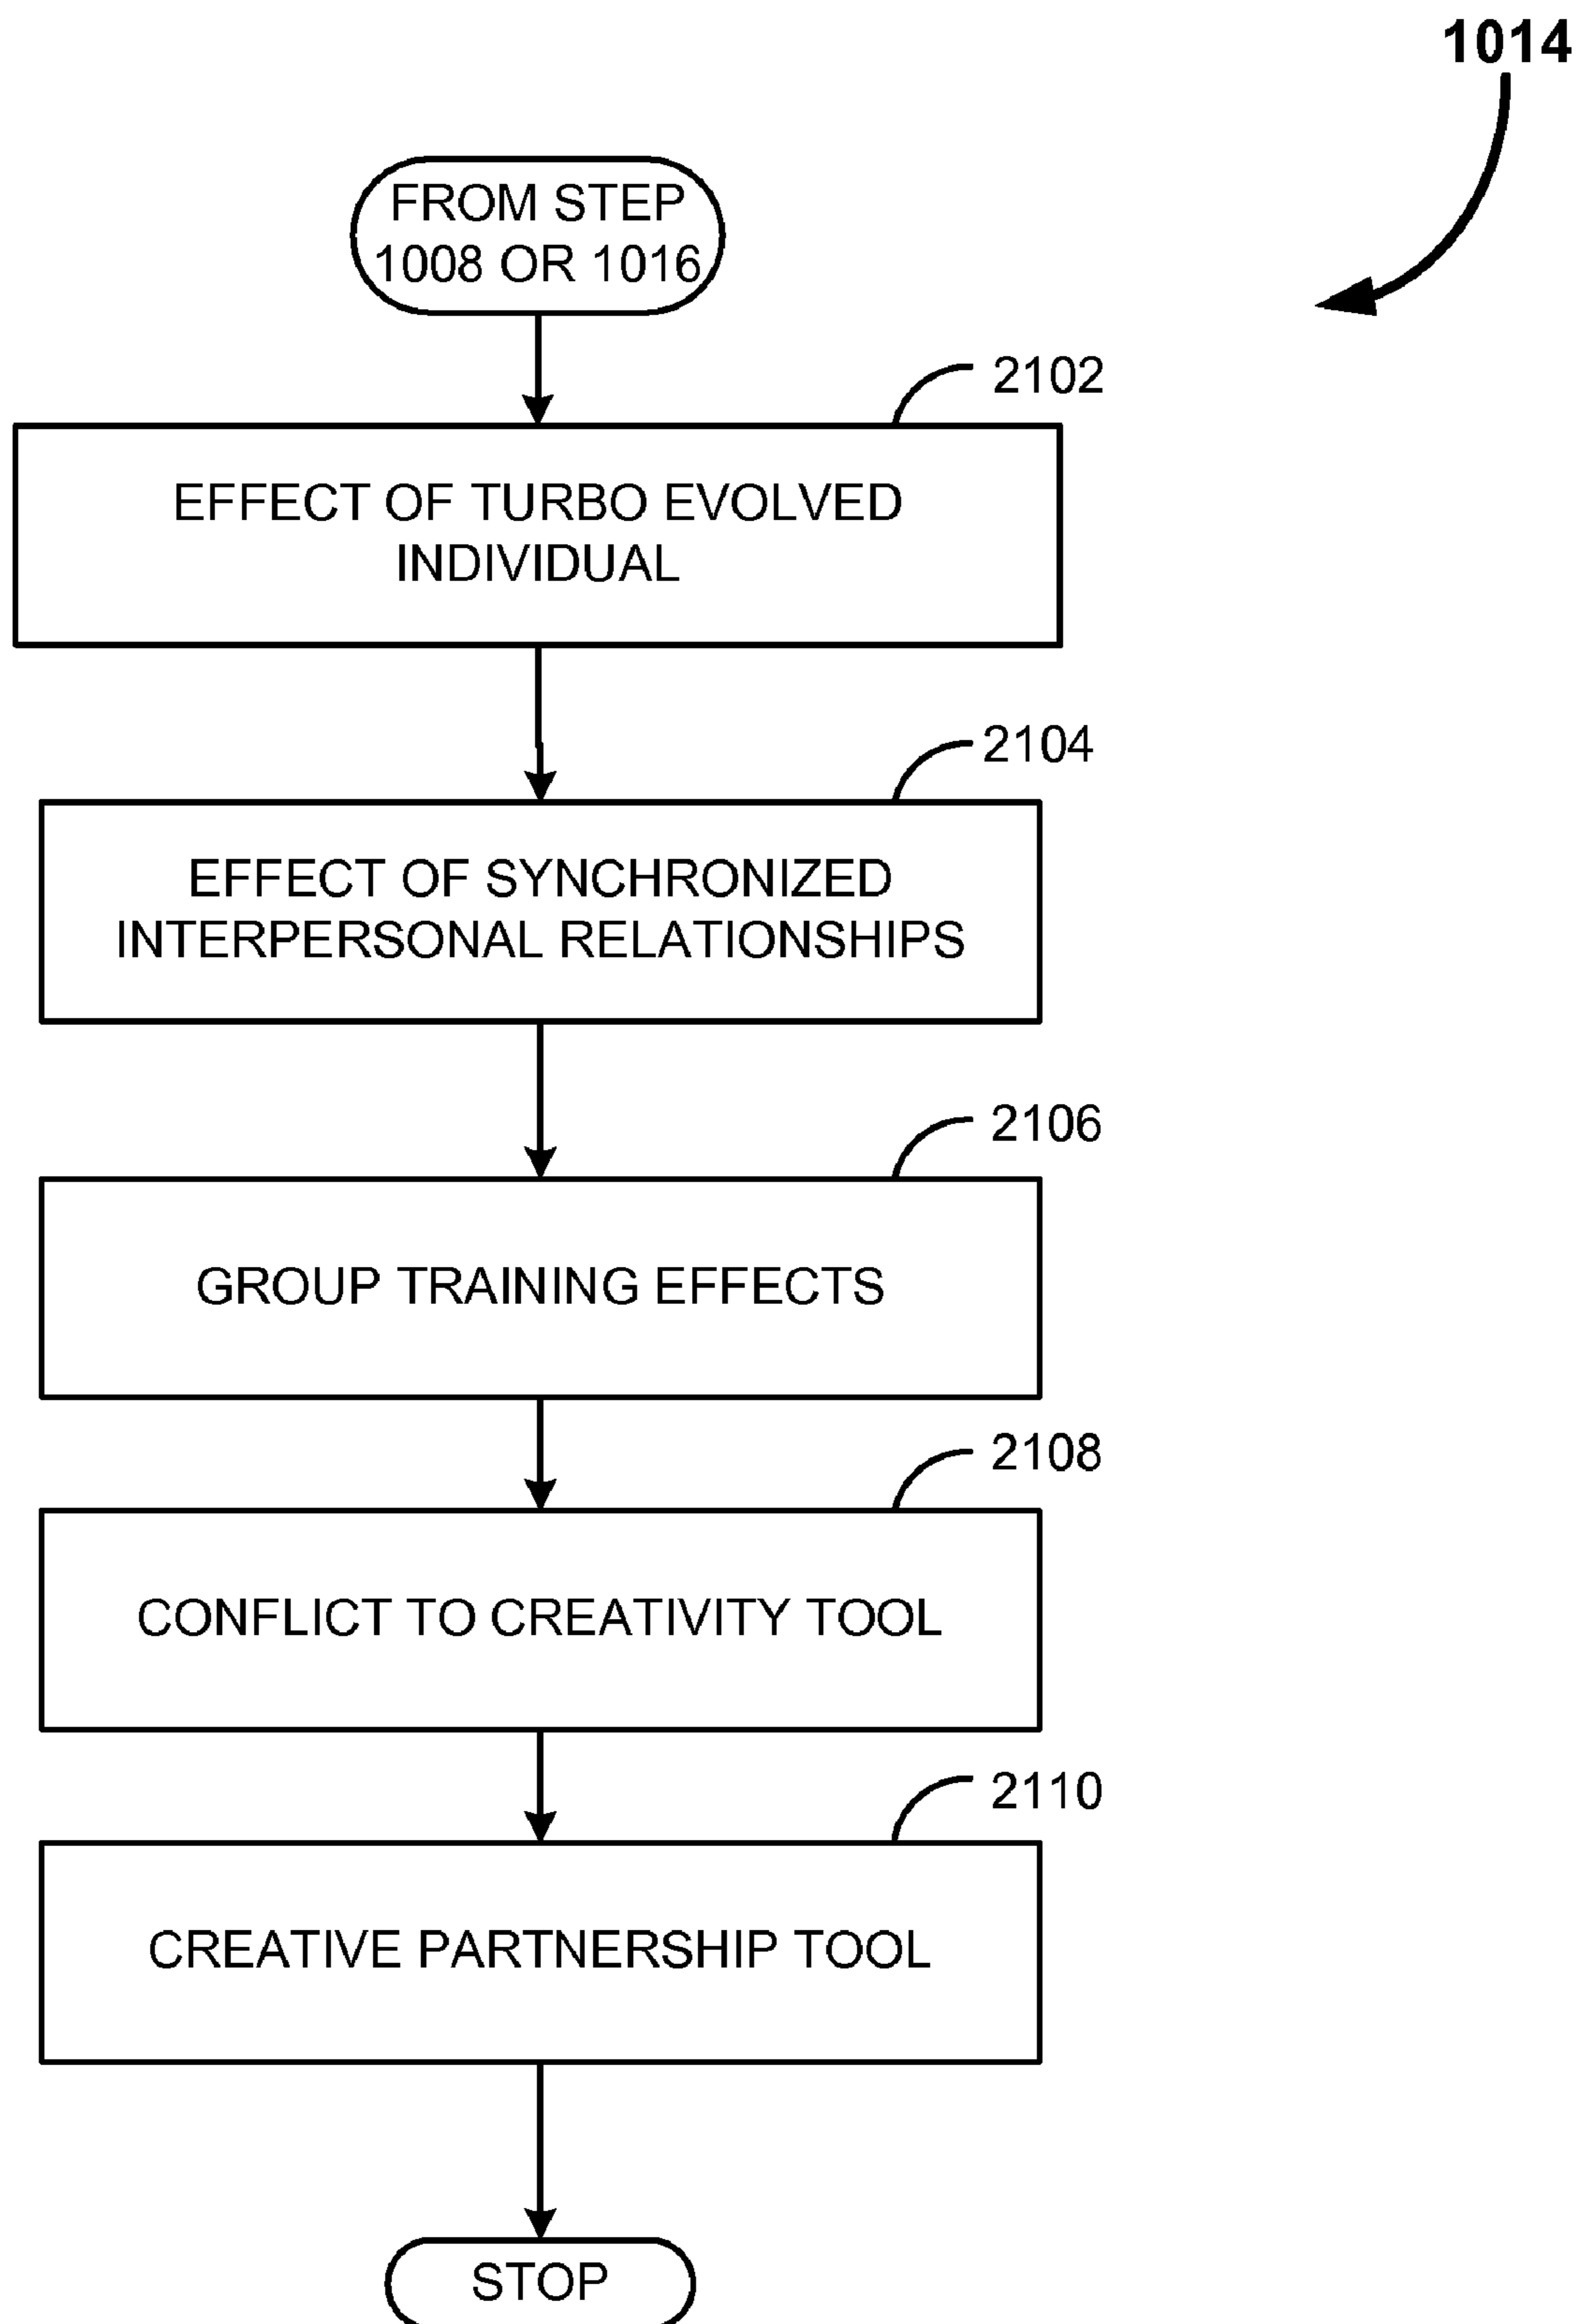 1014
FROM STEP
1008 OR 1016
2102
EFFECT OF TURBO EVOLVED
INDIVIDUAL
2104
EFFECT OF SYNCHRONIZED
INTERPERSONAL RELATIONSHIPS
2106
GROUP TRAINING EFFECTS
2108
CONFLICT TO CREATIVITY TOOL
2110
CREATIVE PARTNERSHIP TOOL
STOP